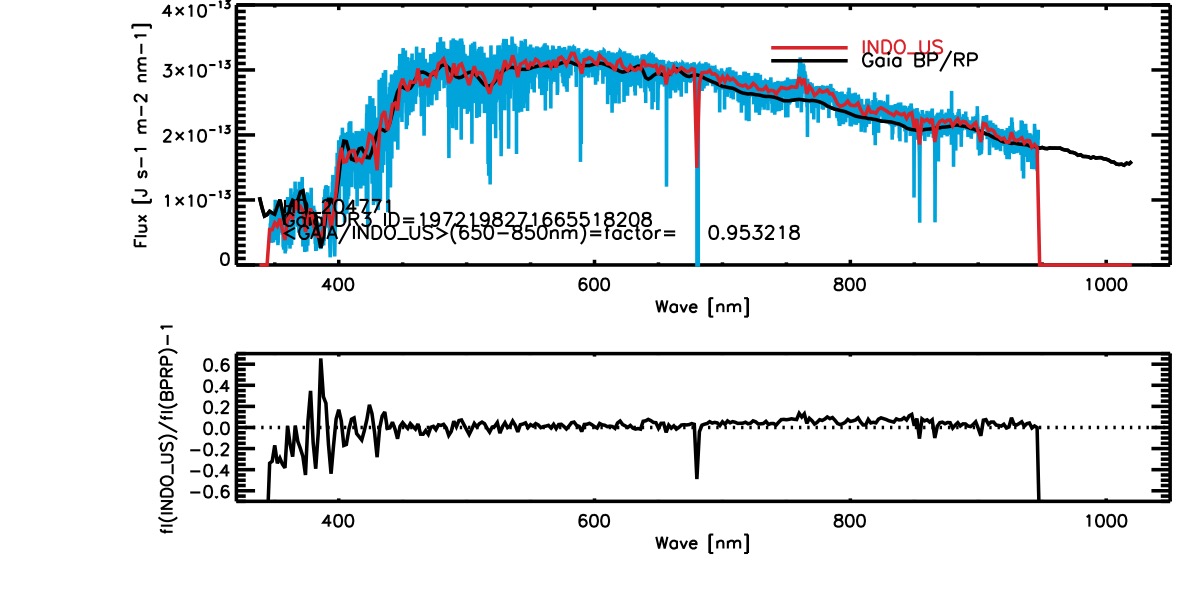 4×10⁻¹³
3×10⁻¹³
2×10⁻¹³
1×10⁻¹³
0
Flux [J s−1 m−2 nm−1]
INDO_US
Gaia BP/RP
204771
Gaia DR3 ID=1972198271665518208
<GAIA/INDO_US>(650−850nm)=factor= 0.953218
400 600 800 1000
Wave [nm]
fl(INDO_US)/fl(BPRP)−1
0.6
0.4
0.2
0.0
−0.2
−0.4
−0.6
400 600 800 1000
Wave [nm]